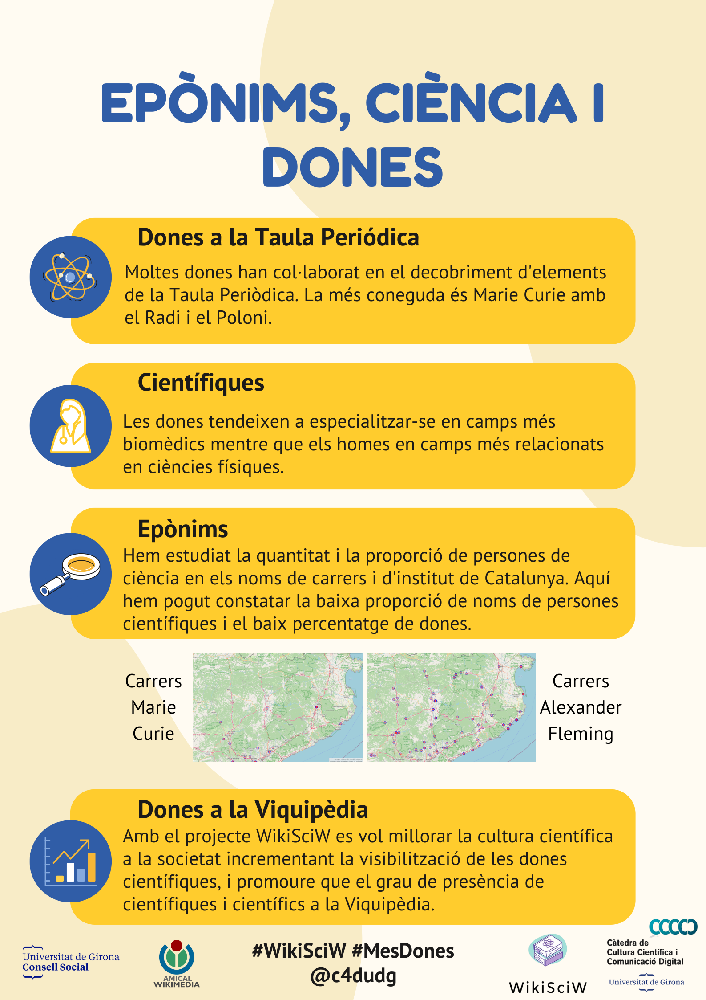 EPÒNIMS, CIÈNCIA I
DONES
Dones a la Taula Periódica
Moltes dones han col·laborat en el decobriment d'elements
de la Taula Periòdica. La més coneguda és Marie Curie amb
el Radi i el Poloni.
Científiques
Les dones tendeixen a especialitzar-se en camps més
biomèdics mentre que els homes en camps més relacionats
en ciències físiques.
Epònims
Hem estudiat la quantitat i la proporció de persones de
ciència en els noms de carrers i d'institut de Catalunya. Aquí
hem pogut constatar la baixa proporció de noms de persones
científiques i el baix percentatge de dones.
Carrers
Marie
Curie
Carrers
Alexander
Fleming
Dones a la Viquipèdia
Amb el projecte WikiSciW es vol millorar la cultura científica
a la societat incrementant la visibilització de les dones
científiques, i promoure que el grau de presència de
científiques i científics a la Viquipèdia.
Universitat de Girona
Consell Social
AMICAL
WIKIMEDIA
#WikiSciW #MesDones
@c4dudg
WikiSciW
CCCCD
Càtedra de
Cultura Científica i
Comunicació Digital
Universitat de Girona